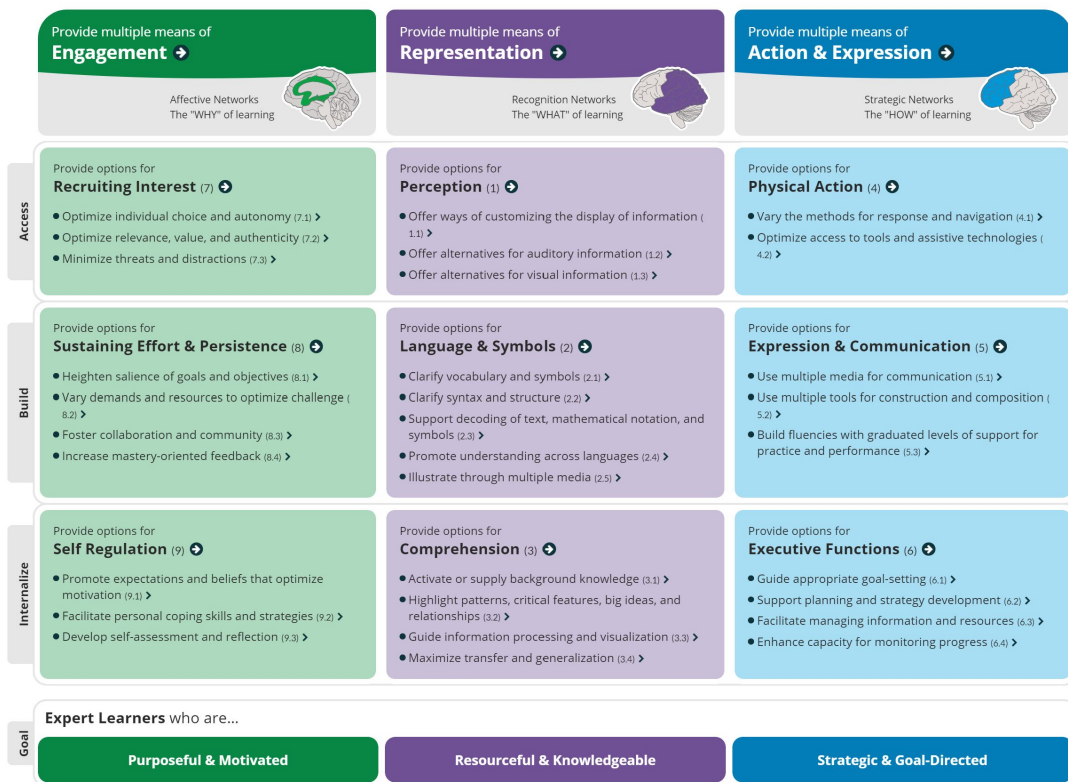 Provide multiple means of
Engagement
Affective Networks
The "WHY" of learning
Provide multiple means of
Representation
Recognition Networks
The "WHAT" of learning
Provide multiple means of
Action & Expression
Strategic Networks
The "HOW" of learning
Access
Provide options for
Recruiting Interest (7)
Optimize individual choice and autonomy (7.1)
Optimize relevance, value, and authenticity (7.2)
Minimize threats and distractions (7.3)
Provide options for
Perception (1)
Offer ways of customizing the display of information (
1.1)
Offer alternatives for auditory information (1.2)
Offer alternatives for visual information (1.3)
Provide options for
Physical Action (4)
Vary the methods for response and navigation (4.1)
Optimize access to tools and assistive technologies (
4.2)
Build
Provide options for
Sustaining Effort & Persistence (8)
Heighten salience of goals and objectives (8.1)
Vary demands and resources to optimize challenge (
8.2)
Foster collaboration and community (8.3)
Increase mastery-oriented feedback (8.4)
Provide options for
Language & Symbols (2)
Clarify vocabulary and symbols (2.1)
Clarify syntax and structure (2.2)
Support decoding of text, mathematical notation, and
symbols (2.3)
Promote understanding across languages (2.4)
Illustrate through multiple media (2.5)
Provide options for
Expression & Communication (5)
Use multiple media for communication (5.1)
Use multiple tools for construction and composition (
5.2)
Build fluencies with graduated levels of support for
practice and performance (5.3)
Internalize
Provide options for
Self Regulation (9)
Promote expectations and beliefs that optimize
motivation (9.1)
Facilitate personal coping skills and strategies (9.2)
Develop self-assessment and reflection (9.3)
Provide options for
Comprehension (3)
Activate or supply background knowledge (3.1)
Highlight patterns, critical features, big ideas, and
relationships (3.2)
Guide information processing and visualization (3.3)
Maximize transfer and generalization (3.4)
Provide options for
Executive Functions (6)
Guide appropriate goal-setting (6.1)
Support planning and strategy development (6.2)
Facilitate managing information and resources (6.3)
Enhance capacity for monitoring progress (6.4)
Goal
Expert Learners who are...
Purposeful & Motivated
Resourceful & Knowledgeable
Strategic & Goal-Directed